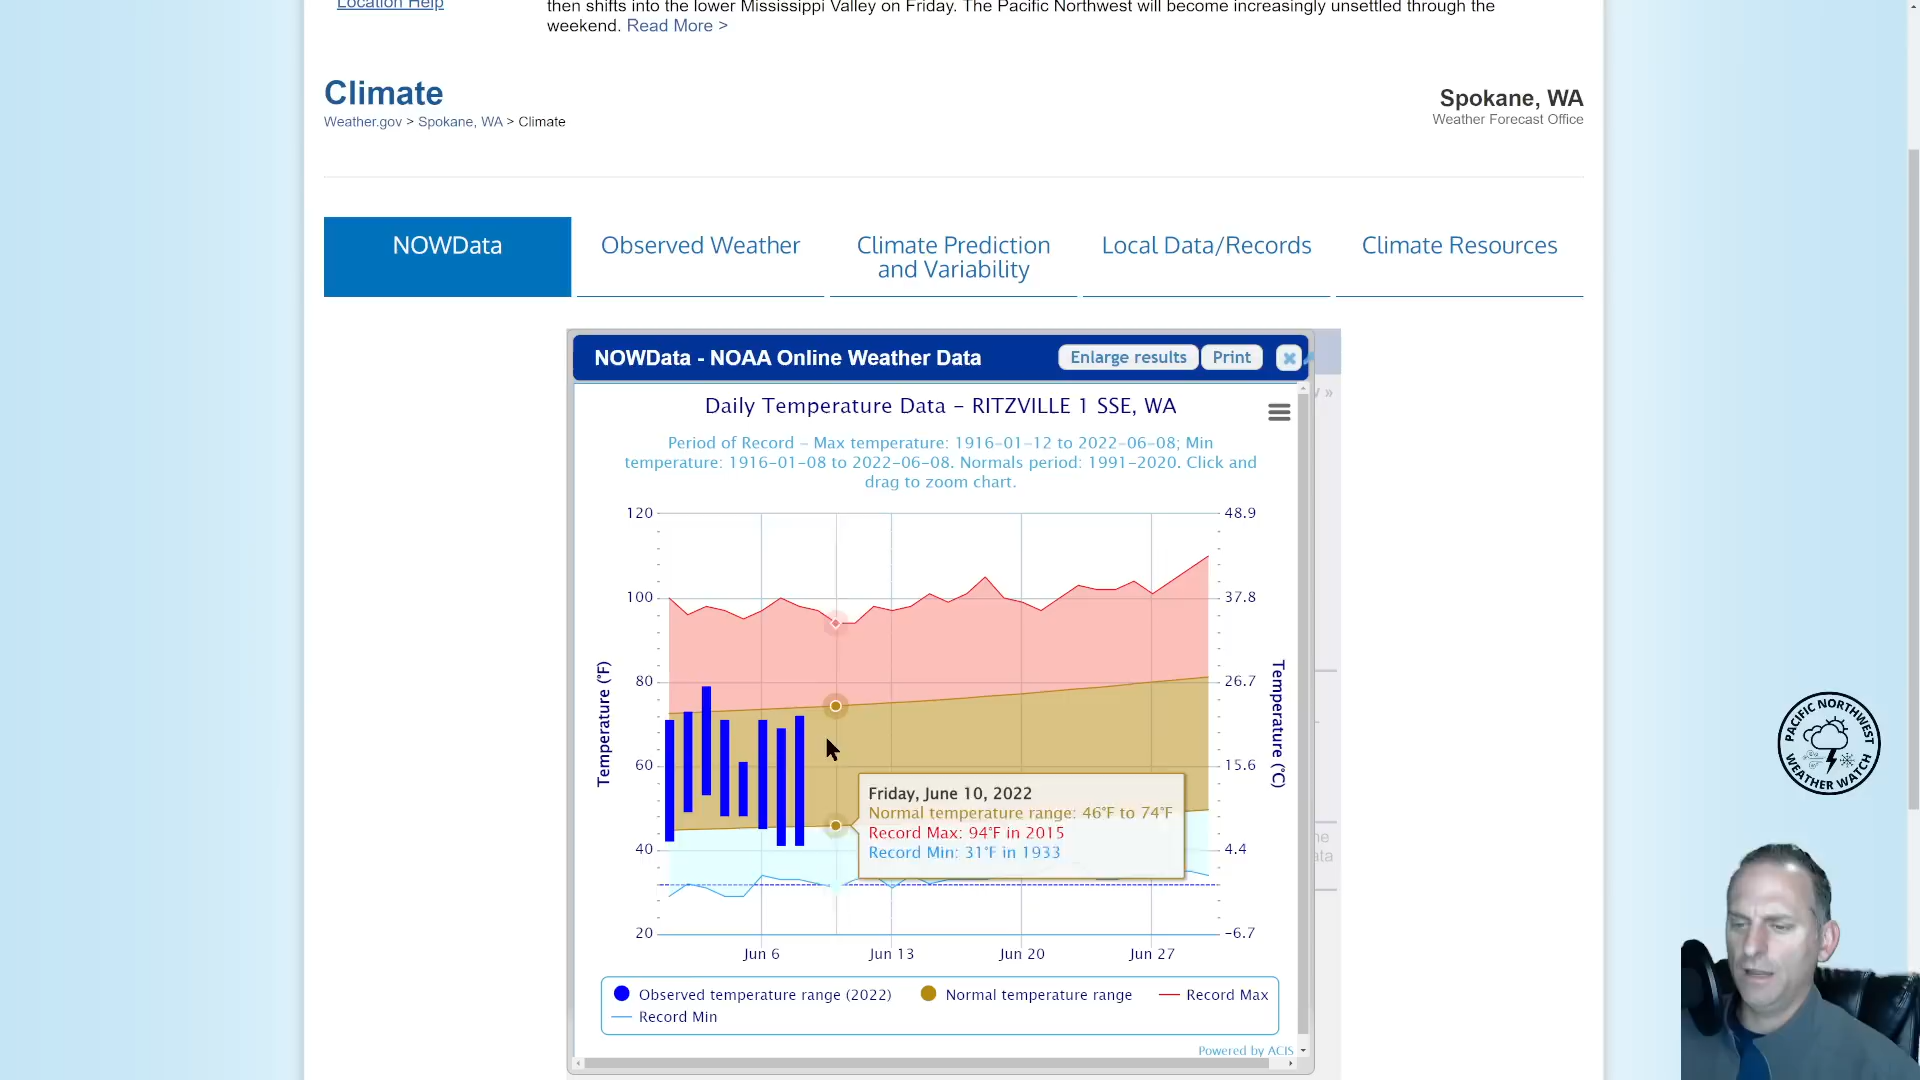 Location Help
then shifts into the lower Mississippi Valley on Friday. The Pacific Northwest will become increasingly unsettled through the
weekend. Read More >
Climate
Weather.gov > Spokane, WA > Climate
Spokane, WA
Weather Forecast Office
NOWData
Observed Weather
Climate Prediction
and Variability
Local Data/Records
Climate Resources
NOWData - NOAA Online Weather Data
Enlarge results
Print
Daily Temperature Data – RITZVILLE 1 SSE, WA
Period of Record – Max temperature: 1916-01-12 to 2022-06-08; Min
temperature: 1916-01-08 to 2022-06-08. Normals period: 1991-2020. Click and
drag to zoom chart.
120
100
80
60
40
20
48.9
37.8
26.7
15.6
4.4
-6.7
Temperature (°F)
Temperature (°C)
Friday, June 10, 2022
Normal temperature range: 46°F to 74°F
Record Max: 94°F in 2015
Record Min: 31°F in 1933
Jun 6
Jun 13
Jun 20
Jun 27
Observed temperature range (2022)
Normal temperature range
Record Max
Record Min
Powered by ACIS
PACIFIC NORTHWEST
WEATHER WATCH